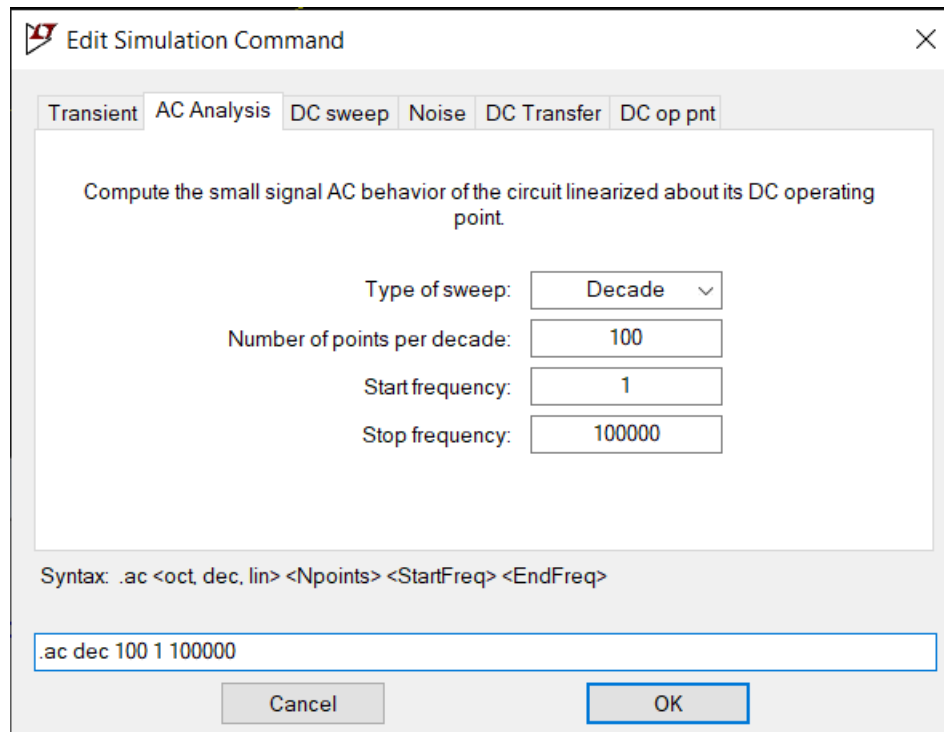 Edit Simulation Command
Transient AC Analysis DC sweep Noise DC Transfer DC op pnt
Compute the small signal AC behavior of the circuit linearized about its DC operating
point.
Type of sweep: Decade
Number of points per decade: 100
Start frequency: 1
Stop frequency: 100000
Syntax: .ac <oct, dec, lin> <Npoints> <StartFreq> <EndFreq>
.ac dec 100 1 100000
Cancel OK